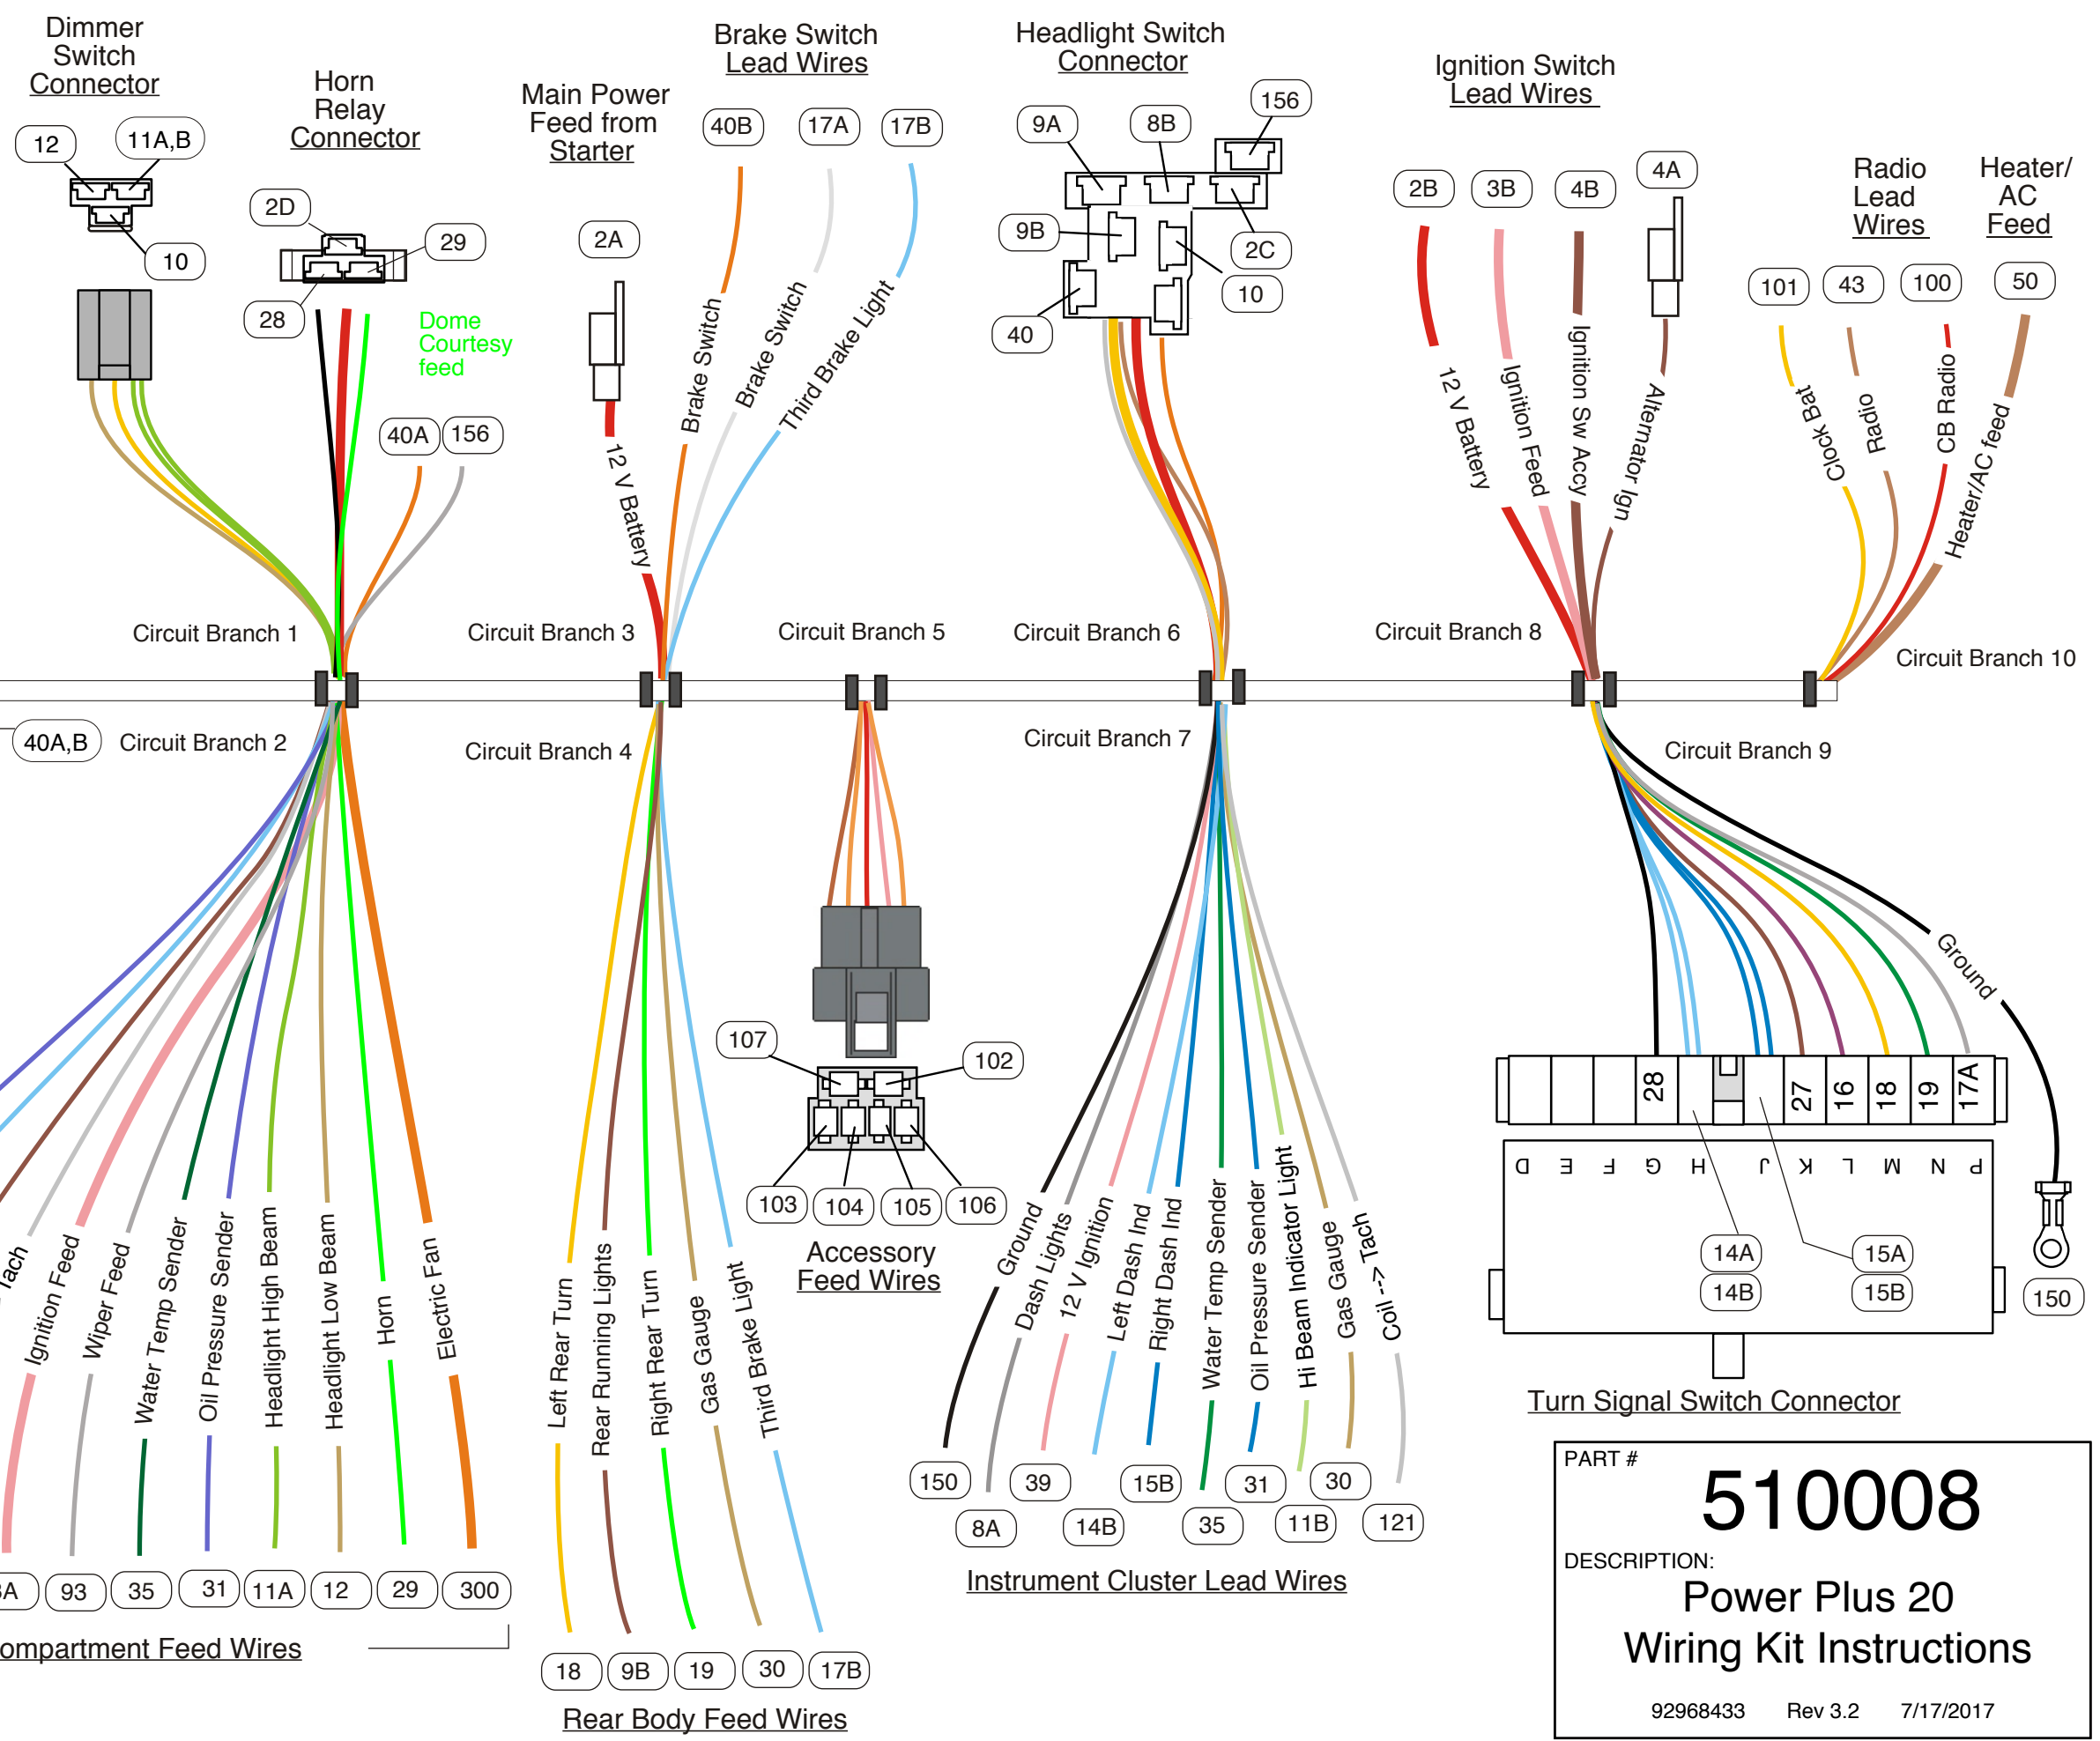 Dimmer
Switch
Connector
12
11A,B
10
Horn
Relay
Connector
2D
29
28
Dome
Courtesy
feed
40A
156
Main Power
Feed from
Starter
2A
12 V Battery
Brake Switch
Lead Wires
40B
17A
17B
Brake Switch
Brake Switch
Third Brake Light
Headlight Switch
Connector
9A
8B
156
9B
2C
10
40
Ignition Switch
Lead Wires
2B
3B
4B
4A
12 V Battery
Ignition Feed
Ignition Sw Accy
Alternator Ign
Radio
Lead
Wires
Heater/
AC
Feed
101
43
100
50
Clock Bat
Radio
CB Radio
Heater/AC feed
Circuit Branch 1
Circuit Branch 3
Circuit Branch 5
Circuit Branch 6
Circuit Branch 8
Circuit Branch 10
40A,B
Circuit Branch 2
Circuit Branch 4
Circuit Branch 7
Circuit Branch 9
Tach
Ignition Feed
Wiper Feed
Water Temp Sender
Oil Pressure Sender
Headlight High Beam
Headlight Low Beam
Horn
Electric Fan
93
35
31
11A
12
29
300
ompartment Feed Wires
Left Rear Turn
Rear Running Lights
Right Rear Turn
Gas Gauge
Third Brake Light
18
9B
19
30
17B
Rear Body Feed Wires
107
102
103
104
105
106
Accessory
Feed Wires
Ground
Dash Lights
12 V Ignition
Left Dash Ind
Right Dash Ind
Water Temp Sender
Oil Pressure Sender
Hi Beam Indicator Light
Gas Gauge
Coil --> Tach
150
8A
39
14B
15B
35
31
11B
30
121
Instrument Cluster Lead Wires
Ground
28
27
16
18
19
17A
D E F G H J K L M N P
14A
14B
15A
15B
150
Turn Signal Switch Connector
PART #
510008
DESCRIPTION:
Power Plus 20
Wiring Kit Instructions
92968433 Rev 3.2 7/17/2017